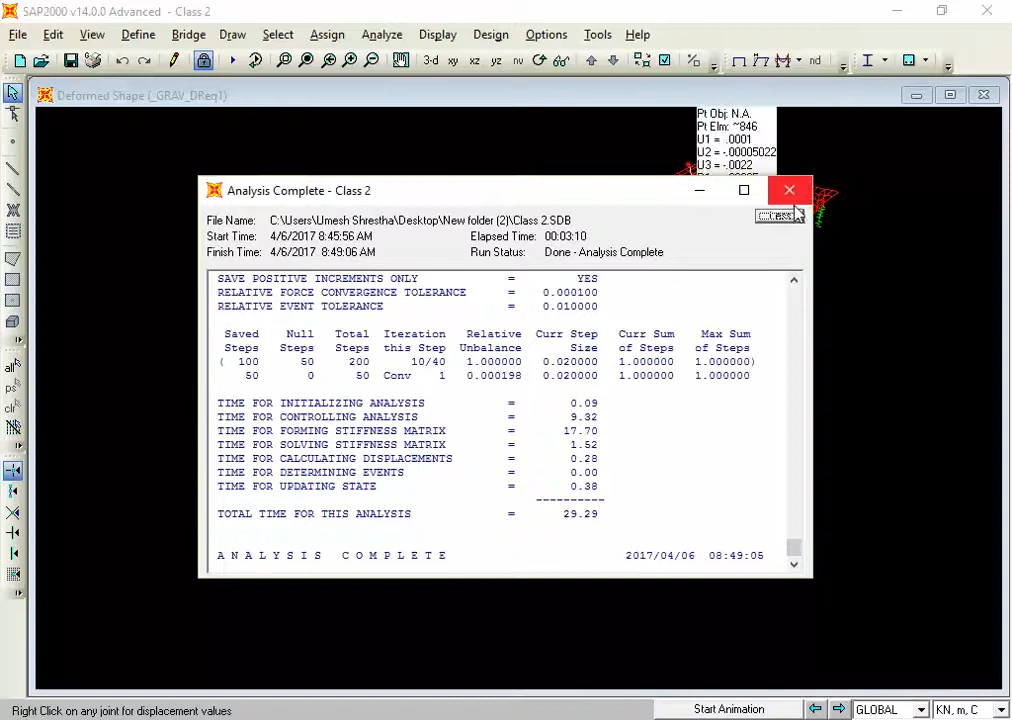 SAP2000 v14.0.0 Advanced - Class 2
File Edit View Define Bridge Draw Select Assign Analyze Display Design Options Tools Help
3-d xy xz yz nv nd
Deformed Shape (_GRAV_DReq1)
Pt Obj: N.A.
Pt Elm: ~846
U1 = .0001
U2 = -.00005022
U3 = -.0022
Analysis Complete - Class 2
File Name: C:\Users\Umesh Shrestha\Desktop\New folder (2)\Class 2.SDB
Start Time: 4/6/2017 8:45:56 AM Elapsed Time: 00:03:10
Finish Time: 4/6/2017 8:49:06 AM Run Status: Done - Analysis Complete
SAVE POSITIVE INCREMENTS ONLY = YES
RELATIVE FORCE CONVERGENCE TOLERANCE = 0.000100
RELATIVE EVENT TOLERANCE = 0.010000
Saved Null Total Iteration Relative Curr Step Curr Sum Max Sum
Steps Steps Steps this Step Unbalance Size of Steps of Steps
( 100 50 200 10/40 1.000000 0.020000 1.000000 1.000000)
50 0 50 Conv 1 0.000198 0.020000 1.000000 1.000000
TIME FOR INITIALIZING ANALYSIS = 0.09
TIME FOR CONTROLLING ANALYSIS = 9.32
TIME FOR FORMING STIFFNESS MATRIX = 17.70
TIME FOR SOLVING STIFFNESS MATRIX = 1.52
TIME FOR CALCULATING DISPLACEMENTS = 0.28
TIME FOR DETERMINING EVENTS = 0.00
TIME FOR UPDATING STATE = 0.38
----------
TOTAL TIME FOR THIS ANALYSIS = 29.29
A N A L Y S I S C O M P L E T E 2017/04/06 08:49:05
all
ps
clr
Right Click on any joint for displacement values Start Animation GLOBAL KN, m, C